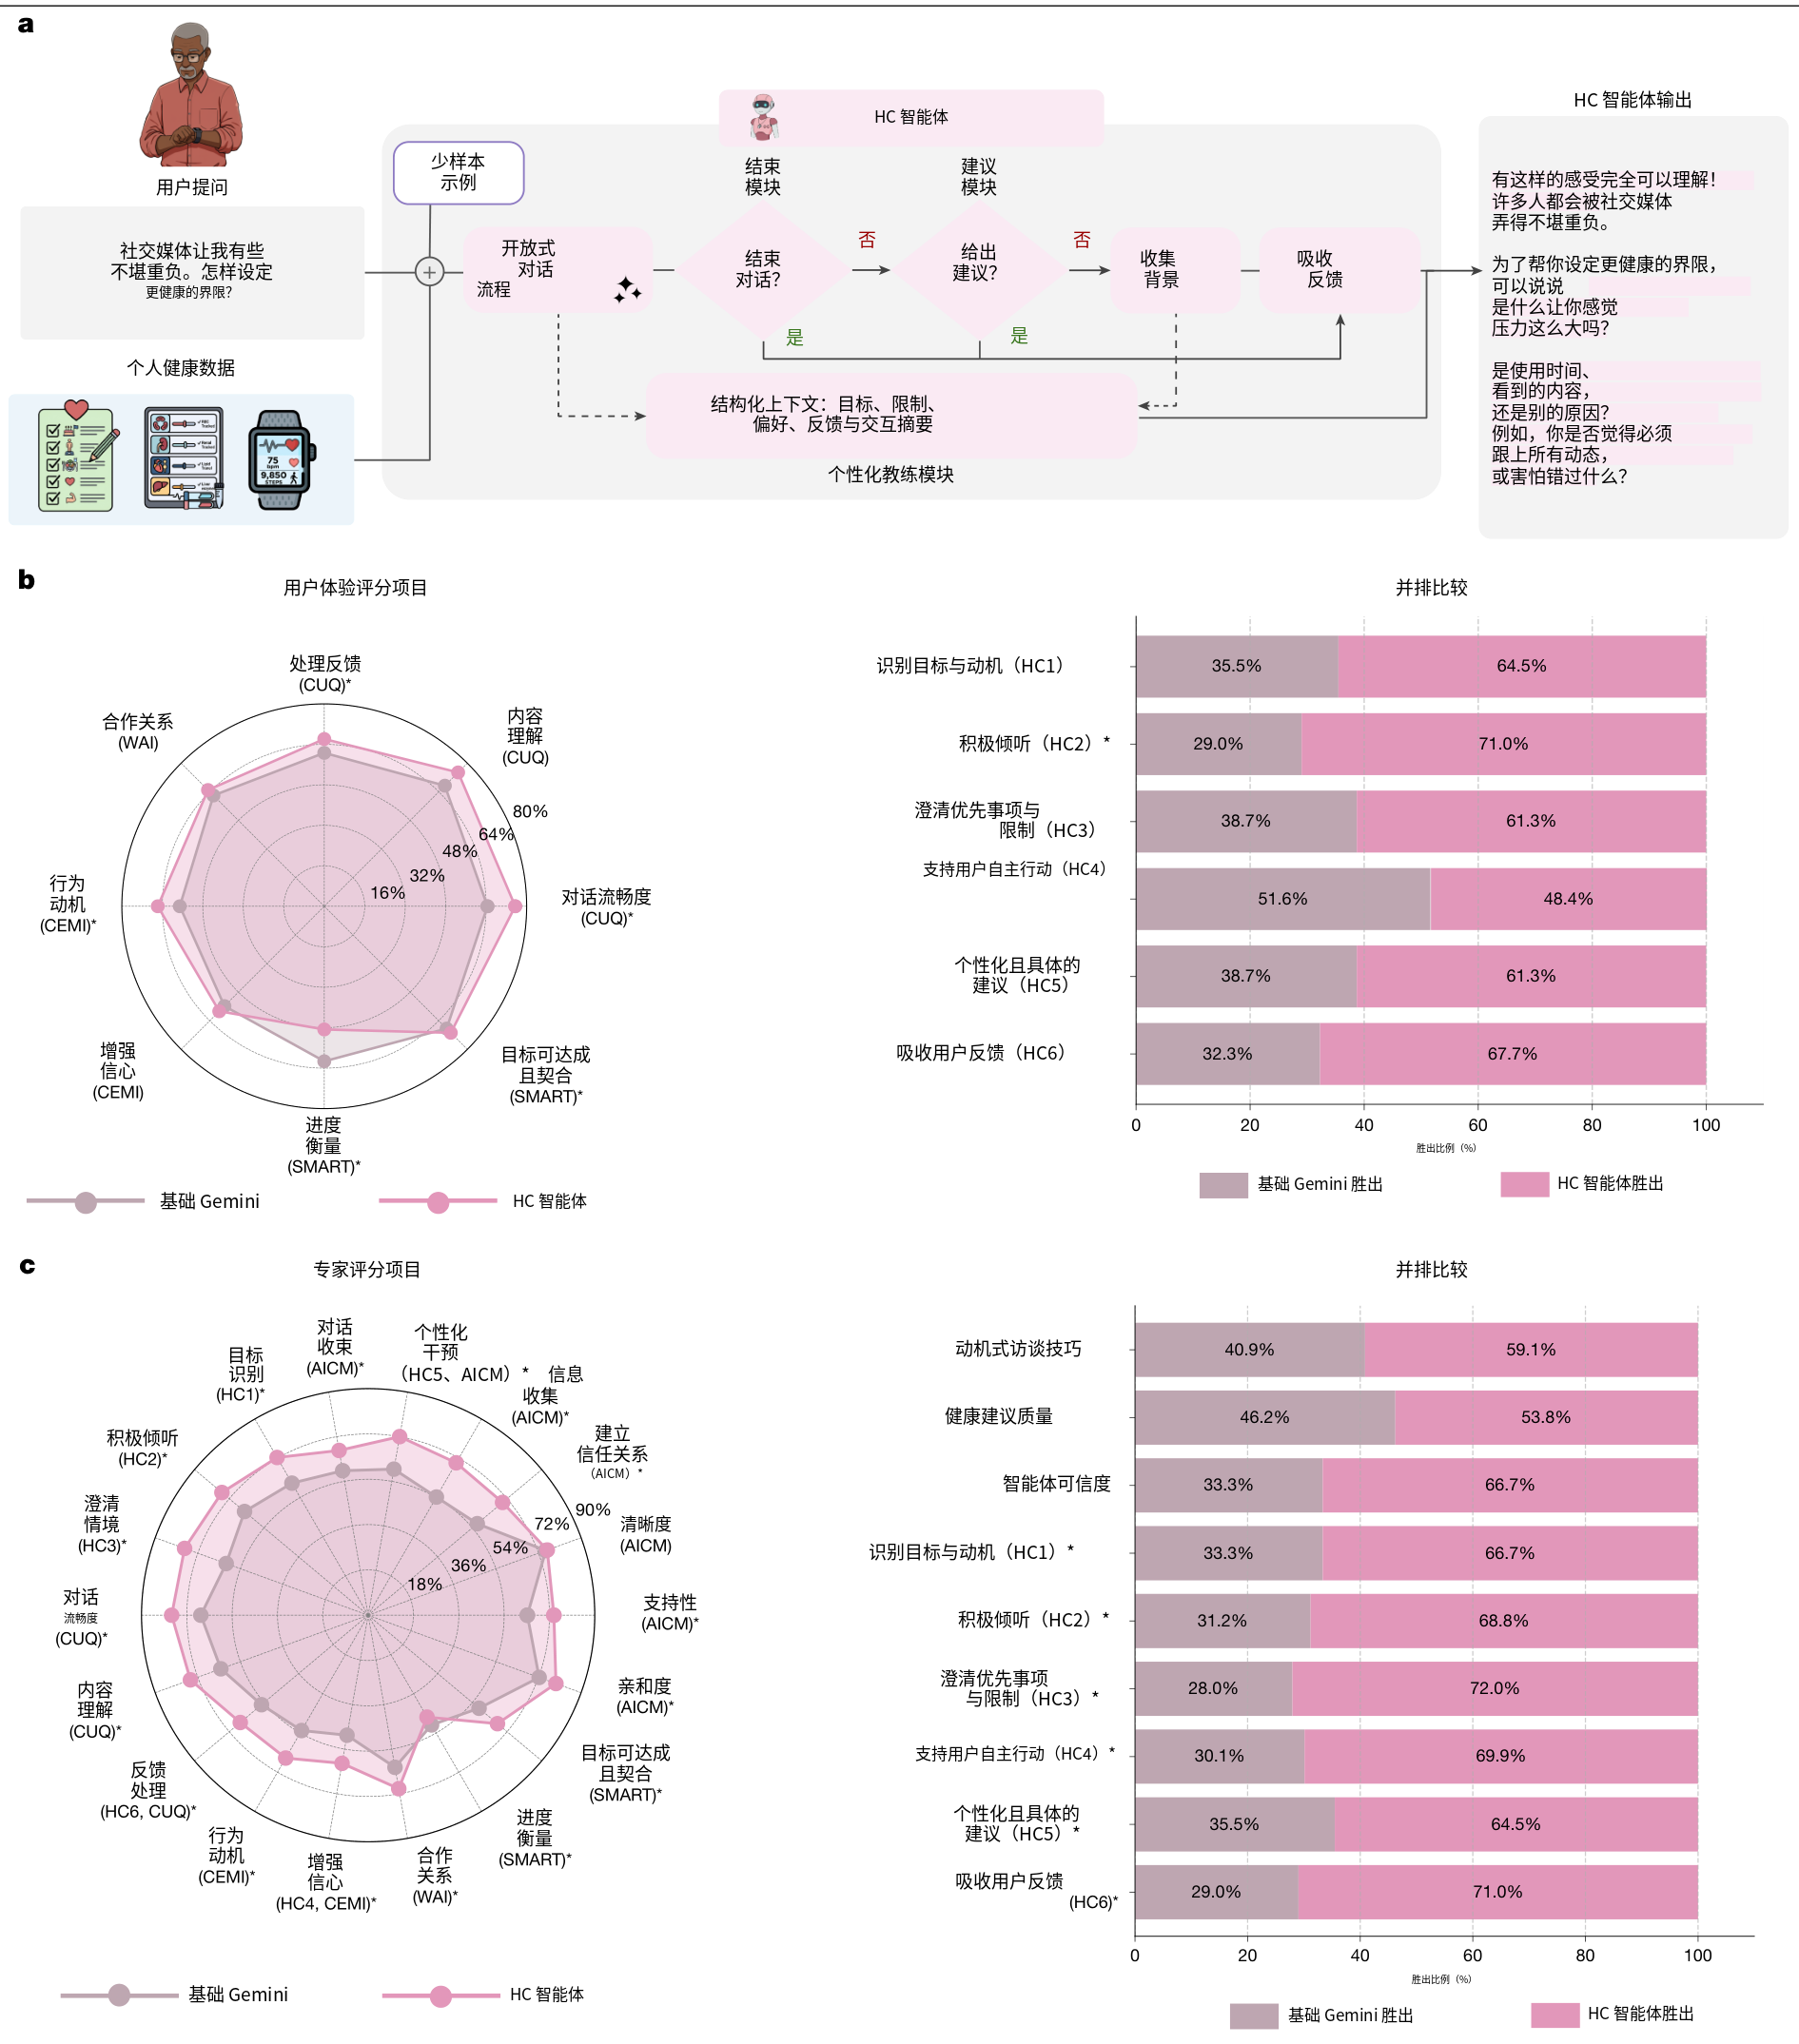 a
用户提问
社交媒体让我有些
不堪重负。怎样设定
更健康的界限?
个人健康数据
75
bpm
9,850
STEPS
少样本
示例
HC 智能体
开放式
对话
流程
结束
模块
结束
对话?
否
是
建议
模块
给出
建议?
否
是
收集
背景
吸收
反馈
结构化上下文：目标、限制、
偏好、反馈与交互摘要
个性化教练模块
HC 智能体输出
有这样的感受完全可以理解!
许多人都会被社交媒体
弄得不堪重负。
为了帮你设定更健康的界限，
可以说说
是什么让你感觉
压力这么大吗?
是使用时间、
看到的内容，
还是别的原因?
例如，你是否觉得必须
跟上所有动态，
或害怕错过什么?
b
用户体验评分项目
处理反馈
(CUQ)*
内容
理解
(CUQ)
对话流畅度
(CUQ)*
目标可达成
且契合
(SMART)*
进度
衡量
(SMART)*
增强
信心
(CEMI)
行为
动机
(CEMI)*
合作关系
(WAI)
80%
64%
48%
32%
16%
基础 Gemini
HC 智能体
并排比较
识别目标与动机（HC1）
35.5%
64.5%
积极倾听（HC2）*
29.0%
71.0%
澄清优先事项与
限制（HC3）
38.7%
61.3%
支持用户自主行动（HC4）
51.6%
48.4%
个性化且具体的
建议（HC5）
38.7%
61.3%
吸收用户反馈（HC6）
32.3%
67.7%
0
20
40
60
80
100
胜出比例（%）
基础 Gemini 胜出
HC 智能体胜出
c
专家评分项目
对话
收束
(AICM)*
个性化
干预
（HC5、AICM）*
信息
收集
(AICM)*
建立
信任关系
（AICM）*
清晰度
(AICM)
支持性
(AICM)*
亲和度
(AICM)*
目标可达成
且契合
(SMART)*
进度
衡量
(SMART)*
合作
关系
(WAI)*
增强
信心
(HC4, CEMI)*
行为
动机
(CEMI)*
反馈
处理
(HC6, CUQ)*
内容
理解
(CUQ)*
对话
流畅度
(CUQ)*
澄清
情境
(HC3)*
积极倾听
(HC2)*
目标
识别
(HC1)*
90%
72%
54%
36%
18%
基础 Gemini
HC 智能体
并排比较
动机式访谈技巧
40.9%
59.1%
健康建议质量
46.2%
53.8%
智能体可信度
33.3%
66.7%
识别目标与动机（HC1）*
33.3%
66.7%
积极倾听（HC2）*
31.2%
68.8%
澄清优先事项
与限制（HC3）*
28.0%
72.0%
支持用户自主行动（HC4）*
30.1%
69.9%
个性化且具体的
建议（HC5）*
35.5%
64.5%
吸收用户反馈
(HC6)*
29.0%
71.0%
0
20
40
60
80
100
胜出比例（%）
基础 Gemini 胜出
HC 智能体胜出